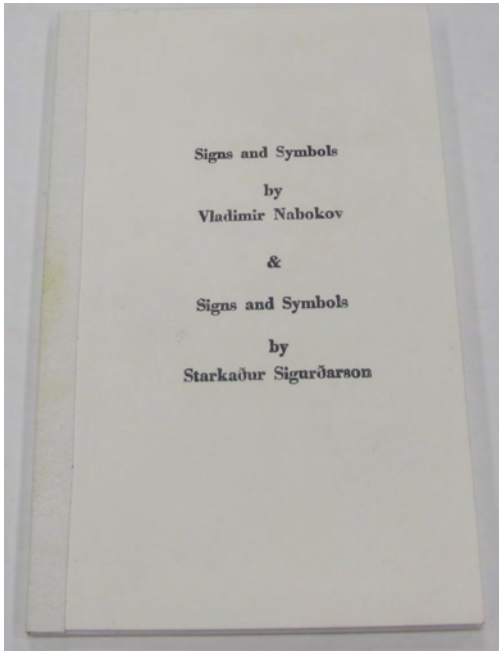 Signs and Symbols
by
Vladimir Nabokov
&
Signs and Symbols
by
Starkaður Sigurðarson